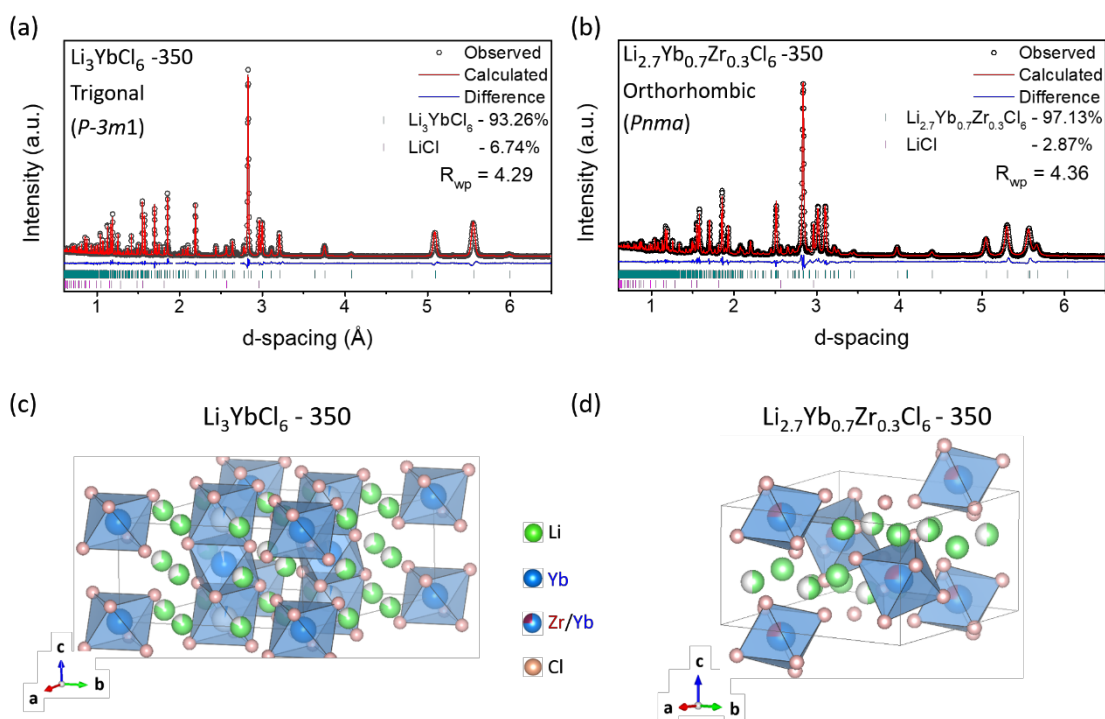 (a)
Li3YbCl6 -350
Trigonal
(P-3m1)
Observed
Calculated
Difference
Li3YbCl6 - 93.26%
LiCl - 6.74%
Rwp = 4.29
Intensity (a.u.)
1 2 3 4 5 6
d-spacing (Å)
(b)
Li2.7Yb0.7Zr0.3Cl6 -350
Orthorhombic
(Pnma)
Observed
Calculated
Difference
Li2.7Yb0.7Zr0.3Cl6 - 97.13%
LiCl - 2.87%
Rwp = 4.36
Intensity (a.u.)
1 2 3 4 5 6
d-spacing
(c)
Li3YbCl6 - 350
c
a
b
Li
Yb
Zr/Yb
Cl
(d)
Li2.7Yb0.7Zr0.3Cl6 - 350
c
a
b